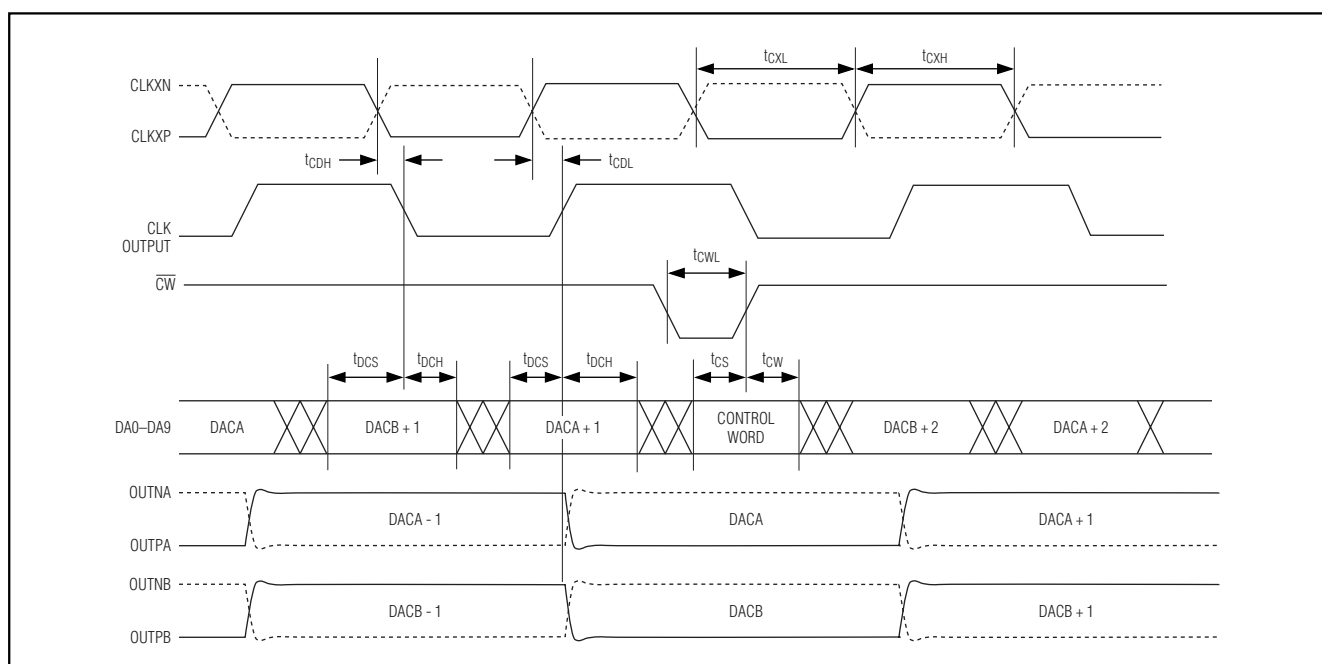 tCXL
tCXH
CLKXN
CLKXP
tCDH
tCDL
CLK
OUTPUT
tCWL
CW
tDCS
tDCH
tDCS
tDCH
tCS
tCW
DA0–DA9
DACA
DACB + 1
DACA + 1
CONTROL
WORD
DACB + 2
DACA + 2
OUTNA
DACA - 1
DACA
DACA + 1
OUTPA
OUTNB
DACB - 1
DACB
DACB + 1
OUTPB